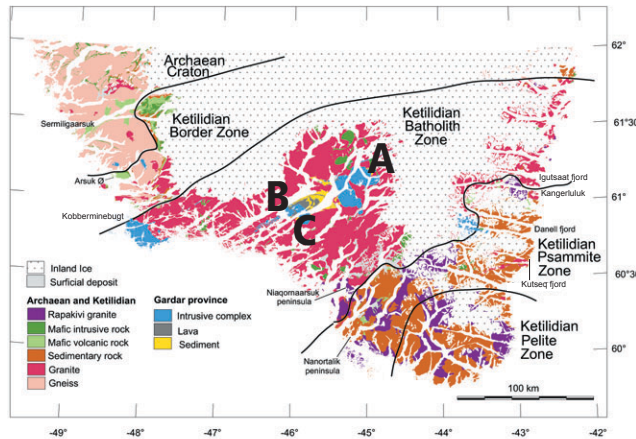 Archaean
Craton
Sermiligaarsuk
Ketilidian
Border Zone
Ketilidian
Batholith
Zone
A
Arsuk Ø
Igutsaat fjord
Kangerluluk
B
Kobberminebugt
C
Danell fjord
Ketilidian
Psammite
Zone
Kutseq fjord
Niaqornaarsuk
peninsula
Nanortalik
peninsula
Ketilidian
Pelite
Zone
Inland Ice
Surficial deposit
Archaean and Ketilidian
Rapakivi granite
Mafic intrusive rock
Mafic volcanic rock
Sedimentary rock
Granite
Gneiss
Gardar province
Intrusive complex
Lava
Sediment
100 km
62°
61°30'
61°
60°30'
60°
-49° -48° -47° -46° -45° -44° -43° -42°